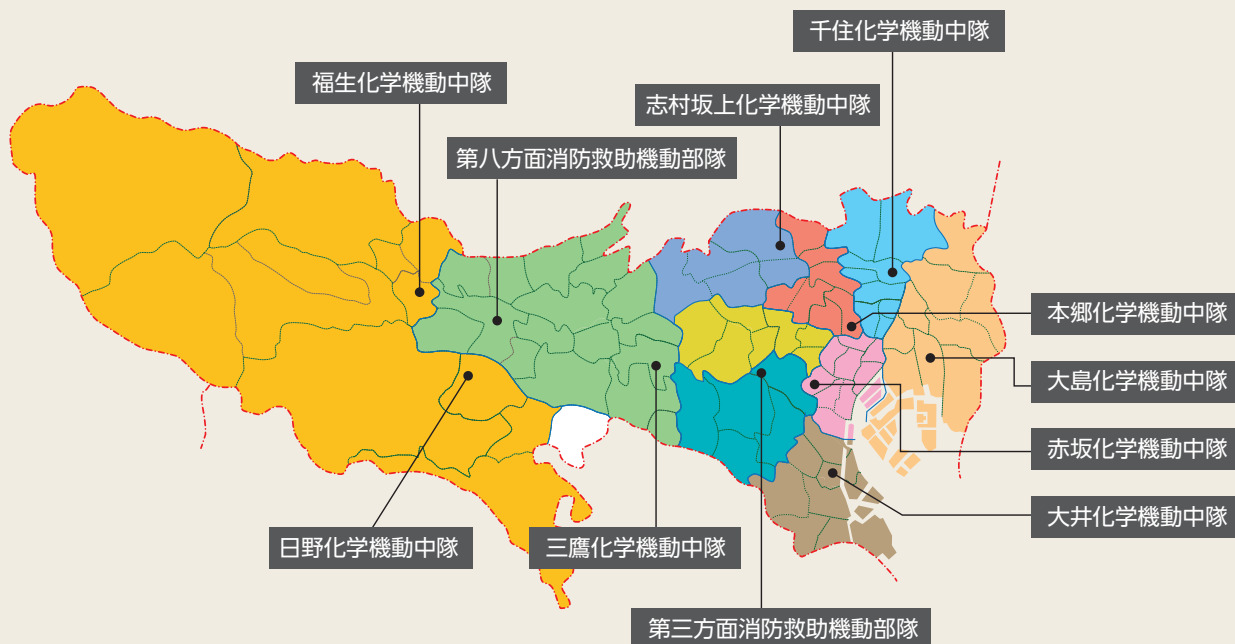 千住化学機動中隊
福生化学機動中隊
志村坂上化学機動中隊
第八方面消防救助機動部隊
本郷化学機動中隊
大島化学機動中隊
赤坂化学機動中隊
大井化学機動中隊
日野化学機動中隊
三鷹化学機動中隊
第三方面消防救助機動部隊